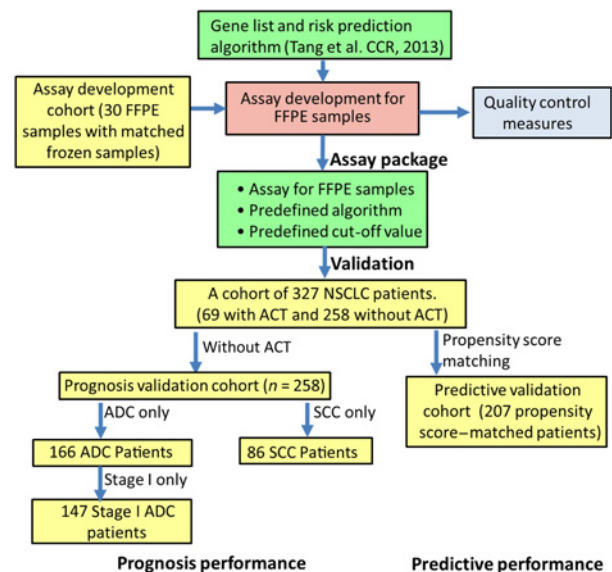 Gene list and risk prediction
algorithm (Tang et al. CCR, 2013)
Assay development
cohort (30 FFPE
samples with matched
frozen samples)
Assay development for
FFPE samples
Quality control
measures
Assay package
• Assay for FFPE samples
• Predefined algorithm
• Predefined cut-off value
Validation
A cohort of 327 NSCLC patients.
(69 with ACT and 258 without ACT)
Without ACT
Propensity score
matching
Prognosis validation cohort (n = 258)
Predictive validation
cohort (207 propensity
score–matched patients)
ADC only
SCC only
166 ADC Patients
86 SCC Patients
Stage I only
147 Stage I ADC
patients
Prognosis performance
Predictive performance